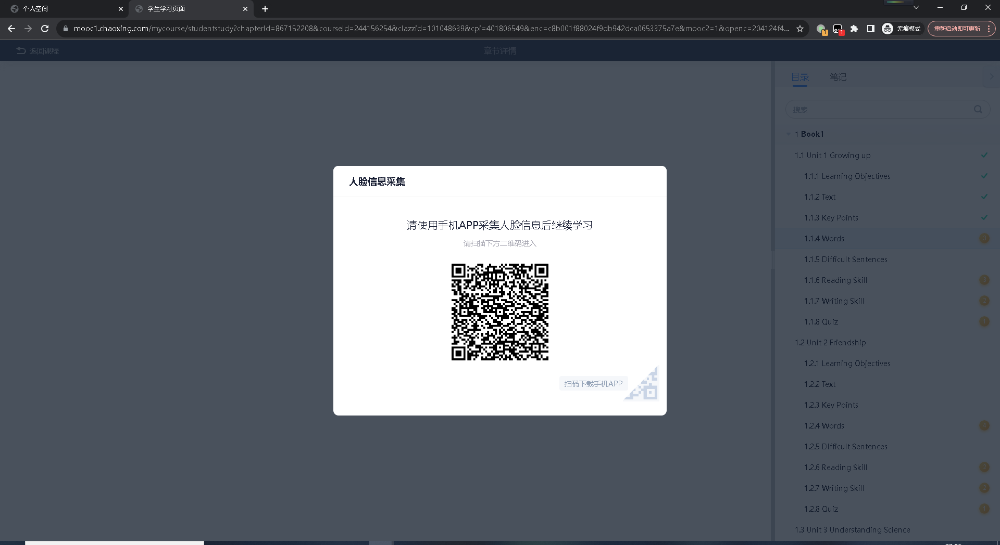 个人空间
学生学习页面
mooc1.chaoxing.com/mycourse/studentstudy?chapterId=867152208&courseId=244156254&clazzid=101048639&cpi=401806549&enc=c8b001f88024f9db942dca0653375a7e&mooc2=1&openc=204124f4...
1
1
无痕模式
重新启动即可更新
返回课程
章节详情
目录
笔记
搜索
1 Book1
1.1 Unit 1 Growing up
1.1.1 Learning Objectives
1.1.2 Text
1.1.3 Key Points
1.1.4 Words
3
1.1.5 Difficult Sentences
1.1.6 Reading Skill
3
1.1.7 Writing Skill
2
1.1.8 Quiz
1
1.2 Unit 2 Friendship
1.2.1 Learning Objectives
1.2.2 Text
1.2.3 Key Points
1.2.4 Words
4
1.2.5 Difficult Sentences
1.2.6 Reading Skill
2
1.2.7 Writing Skill
2
1.2.8 Quiz
1
1.3 Unit 3 Understanding Science
人脸信息采集
请使用手机APP采集人脸信息后继续学习
请扫描下方二维码进入
扫码下载手机APP